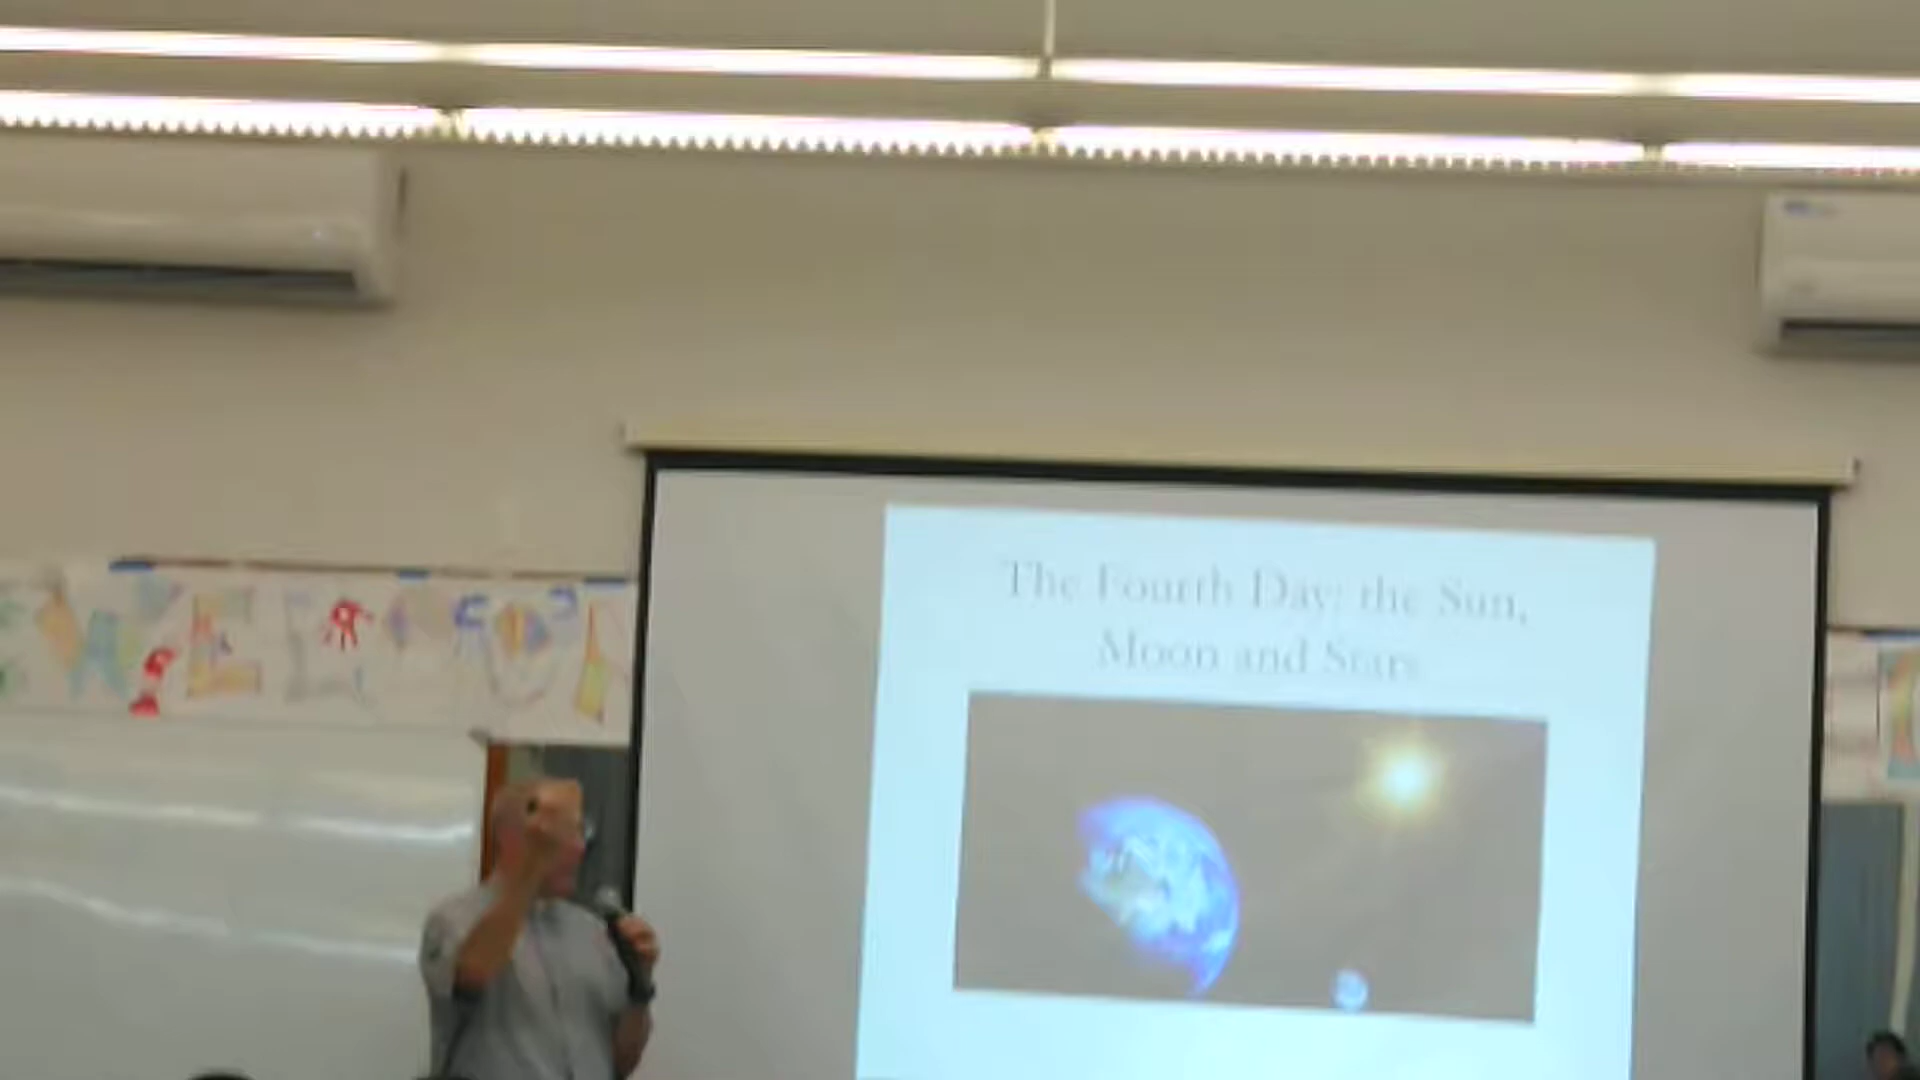 The Fourth Day: the Sun,
Moon and Stars